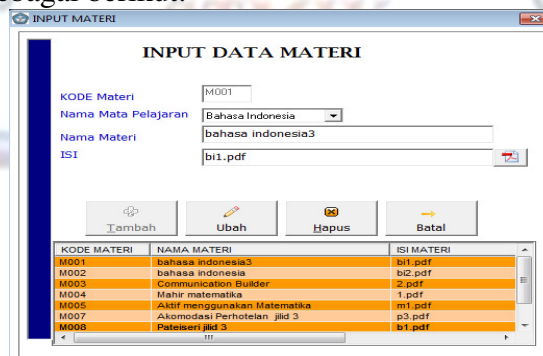 sebagai berikut.
INPUT MATERI
INPUT DATA MATERI
KODE Materi M001
Nama Mata Pelajaran Bahasa Indonesia
Nama Materi bahasa indonesia3
ISI bi1.pdf
Tambah Ubah Hapus Batal
KODE MATERI NAMA MATERI ISI MATERI
M001 bahasa indonesia3 bi1.pdf
M002 bahasa indonesia bi2.pdf
M003 Communication Builder 2.pdf
M004 Mahir matematika 1.pdf
M005 Aktif menggunakan Matematika m1.pdf
M007 Akomodasi Perhotelan jilid 3 p3.pdf
M008 Pateiseri jilid 3 b1.pdf